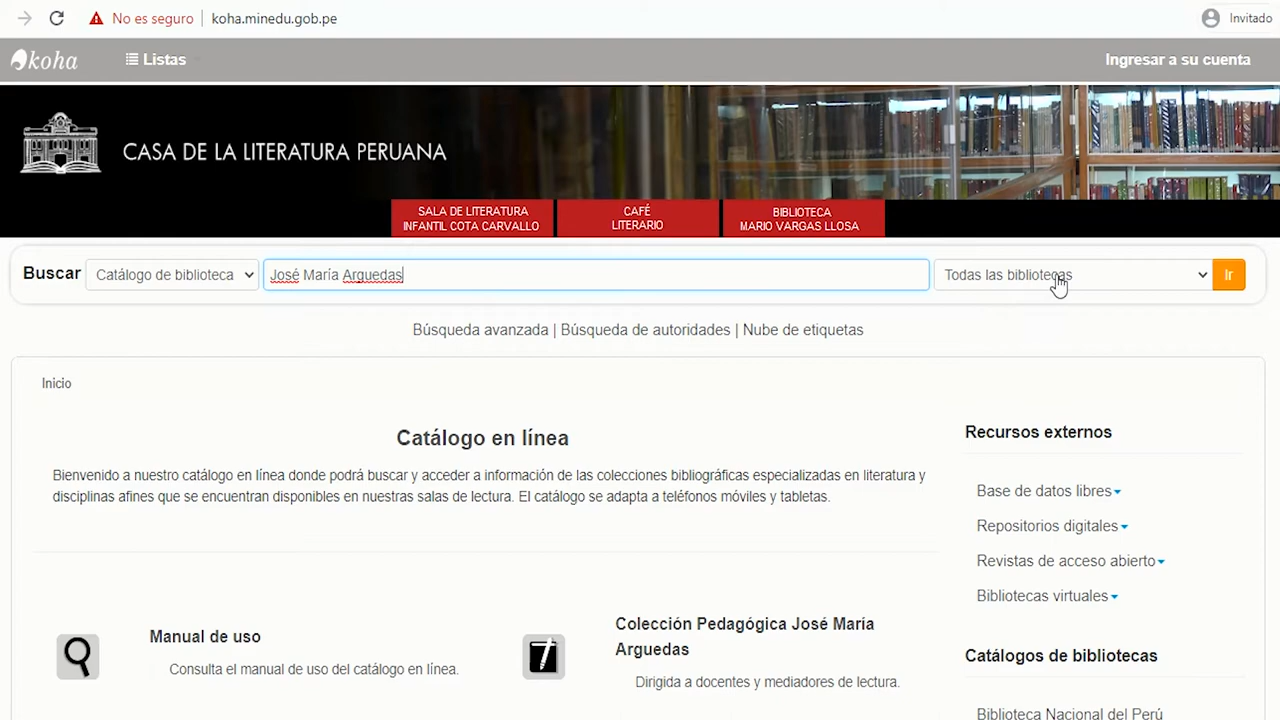 No es seguro koha.minedu.gob.pe Invitado
koha Listas Ingresar a su cuenta
CASA DE LA LITERATURA PERUANA
SALA DE LITERATURA
INFANTIL COTA CARVALLO
CAFÉ
LITERARIO
BIBLIOTECA
MARIO VARGAS LLOSA
Buscar Catálogo de biblioteca José María Arguedas Todas las bibliotecas Ir
Búsqueda avanzada | Búsqueda de autoridades | Nube de etiquetas
Inicio
Catálogo en línea
Bienvenido a nuestro catálogo en línea donde podrá buscar y acceder a información de las colecciones bibliográficas especializadas en literatura y
disciplinas afines que se encuentran disponibles en nuestras salas de lectura. El catálogo se adapta a teléfonos móviles y tabletas.
Manual de uso
Consulta el manual de uso del catálogo en línea.
Colección Pedagógica José María
Arguedas
Dirigida a docentes y mediadores de lectura.
Recursos externos
Base de datos libres
Repositorios digitales
Revistas de acceso abierto
Bibliotecas virtuales
Catálogos de bibliotecas
Biblioteca Nacional del Perú